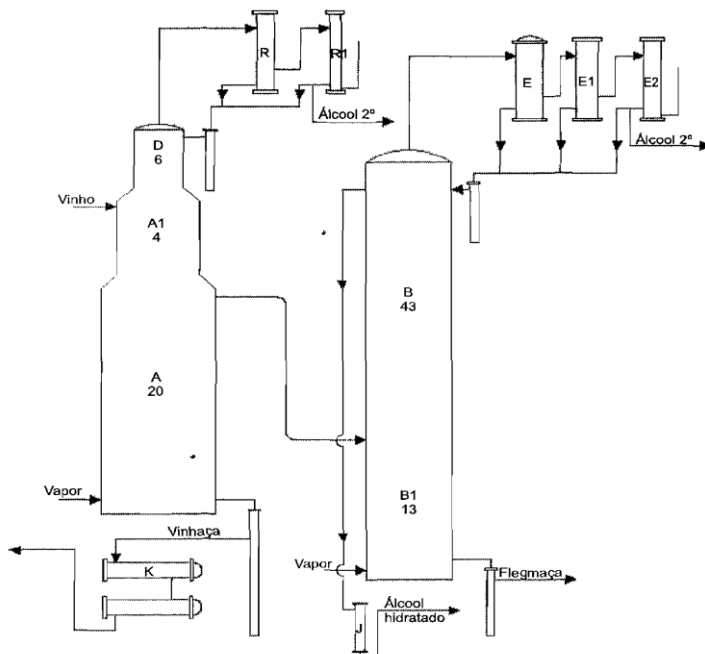 R
R1
Álcool 2º
E
E1
E2
Álcool 2º
D
6
Vinho
A1
4
B
43
A
20
B1
13
Vapor
Vinhaça
K
Vapor
Flegmaça
J
Álcool
hidratado